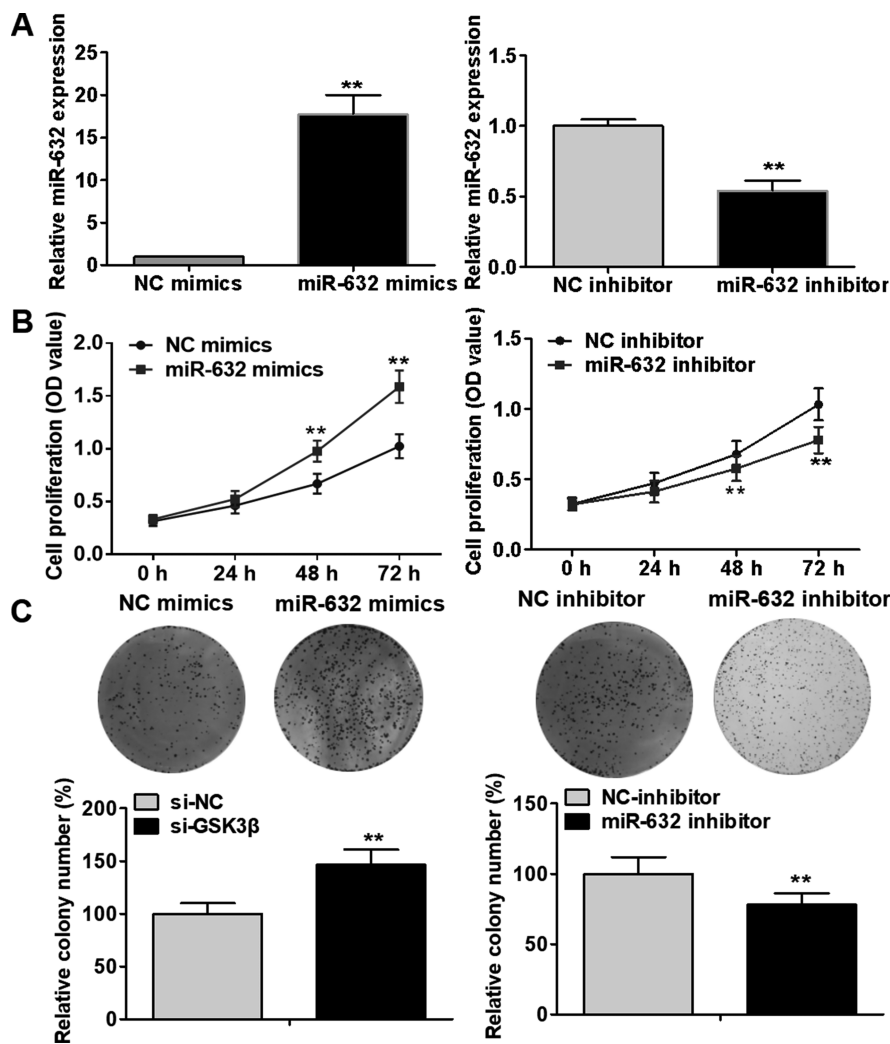 A
Relative miR-632 expression
25
20
15
10
5
0
**
NC mimics
miR-632 mimics
Relative miR-632 expression
1.5
1.0
0.5
0.0
**
NC inhibitor
miR-632 inhibitor
B
Cell proliferation (OD value)
2.0
1.5
1.0
0.5
0.0
NC mimics
miR-632 mimics
**
**
0 h
24 h
48 h
72 h
Cell proliferation (OD value)
1.5
1.0
0.5
0.0
NC inhibitor
miR-632 inhibitor
**
**
0 h
24 h
48 h
72 h
C
NC mimics
miR-632 mimics
NC inhibitor
miR-632 inhibitor
Relative colony number (%)
200
150
100
50
0
si-NC
si-GSK3β
**
Relative colony number (%)
150
100
50
0
NC-inhibitor
miR-632 inhibitor
**